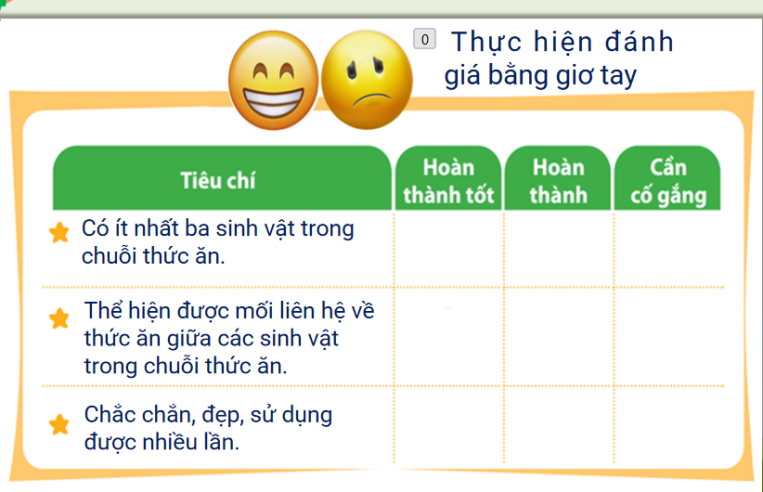 0
Thực hiện đánh
giá bằng giơ tay
Tiêu chí
Hoàn
thành tốt
Hoàn
thành
Cần
cố gắng
Có ít nhất ba sinh vật trong
chuỗi thức ăn.
Thể hiện được mối liên hệ về
thức ăn giữa các sinh vật
trong chuỗi thức ăn.
Chắc chắn, đẹp, sử dụng
được nhiều lần.